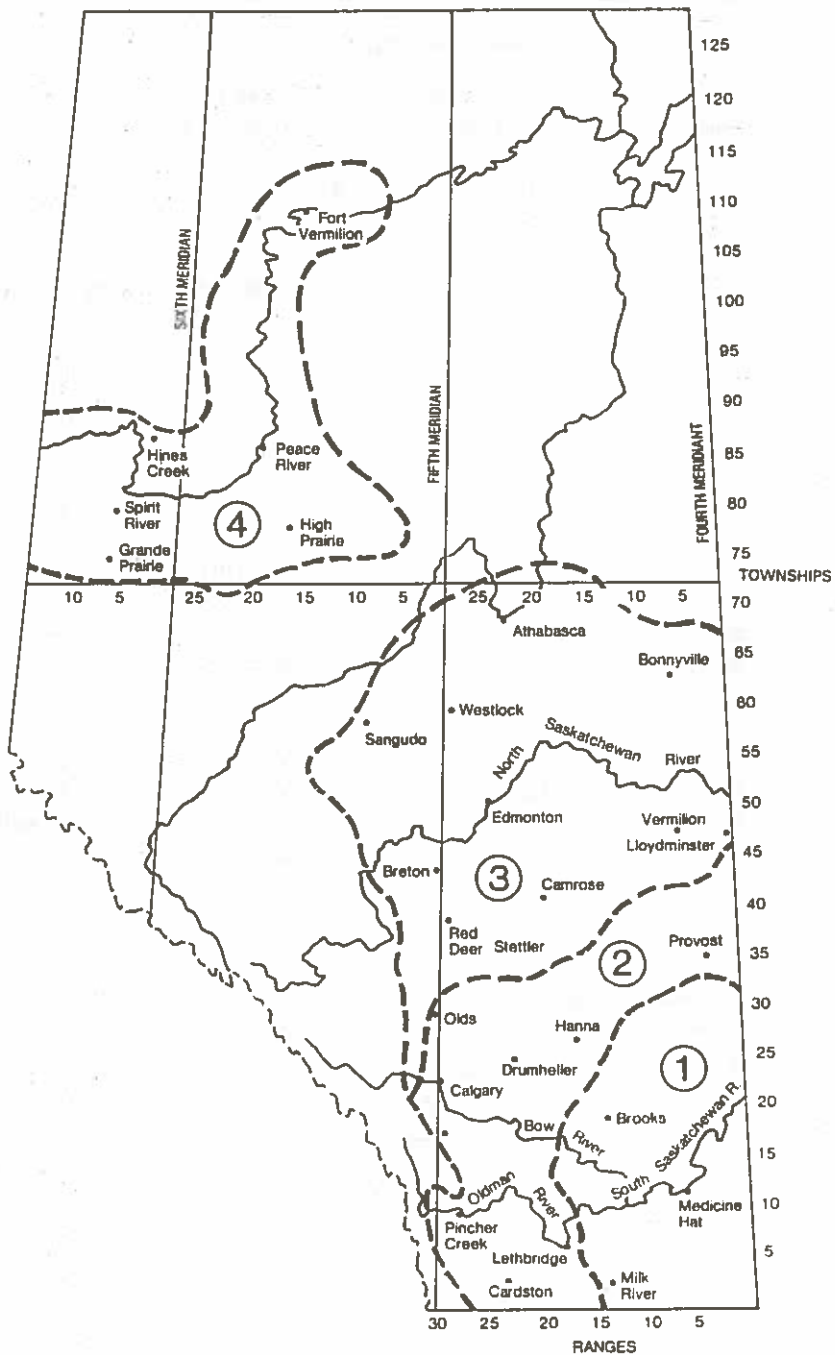 125
120
115
110
105
100
95
90
85
80
75
TOWNSHIPS
70
65
60
55
50
45
40
35
30
25
20
15
10
5
SIXTH MERIDIAN
FIFTH MERIDIAN
FOURTH MERIDIANT
Fort
Vermilion
Hines
Creek
Peace
River
Spirit
River
4
High
Prairie
Grande
Prairie
10 5 25 20 15 10 5 25 20 15 10 5
Athabasca
Bonnyville
Westlock
Sangudo
North Saskatchewan River
Edmonton
Vermilion
Lloydminster
Breton
3
Camrose
Red
Deer
Stettler
Provost
2
Olds
Hanna
Drumheller
1
Calgary
Brooks
Bow River
South Saskatchewan R.
Oldman River
Medicine
Hat
Pincher
Creek
Lethbridge
Cardston
Milk
River
30 25 20 15 10 5
RANGES